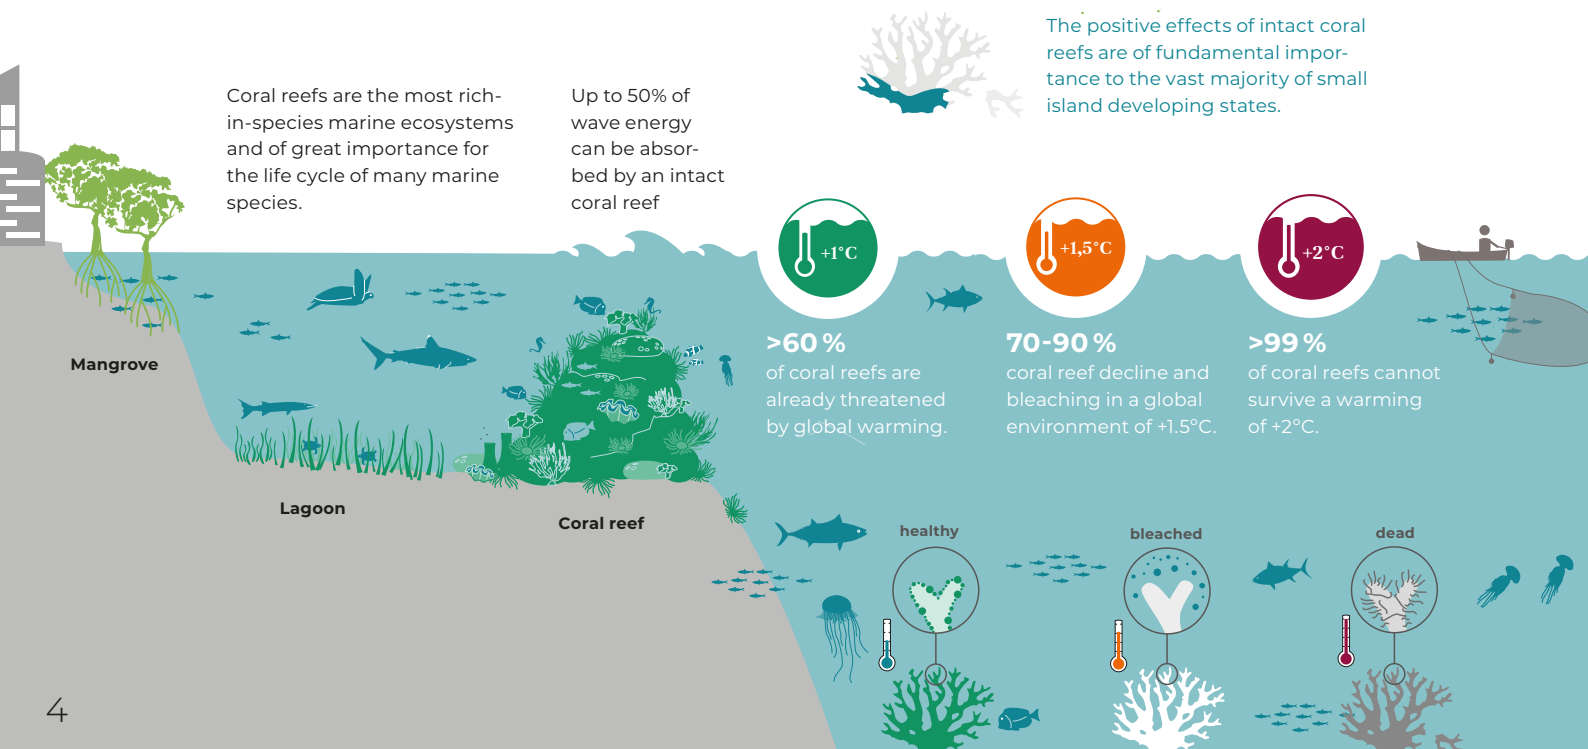 The positive effects of intact coral
reefs are of fundamental impor-
tance to the vast majority of small
island developing states.
Coral reefs are the most rich-
in-species marine ecosystems
and of great importance for
the life cycle of many marine
species.
Up to 50% of
wave energy
can be absor-
bed by an intact
coral reef
+1°C
>60 %
of coral reefs are
already threatened
by global warming.
+1,5°C
70-90 %
coral reef decline and
bleaching in a global
environment of +1.5°C.
+2°C
>99 %
of coral reefs cannot
survive a warming
of +2°C.
Mangrove
Lagoon
Coral reef
healthy
bleached
dead
4